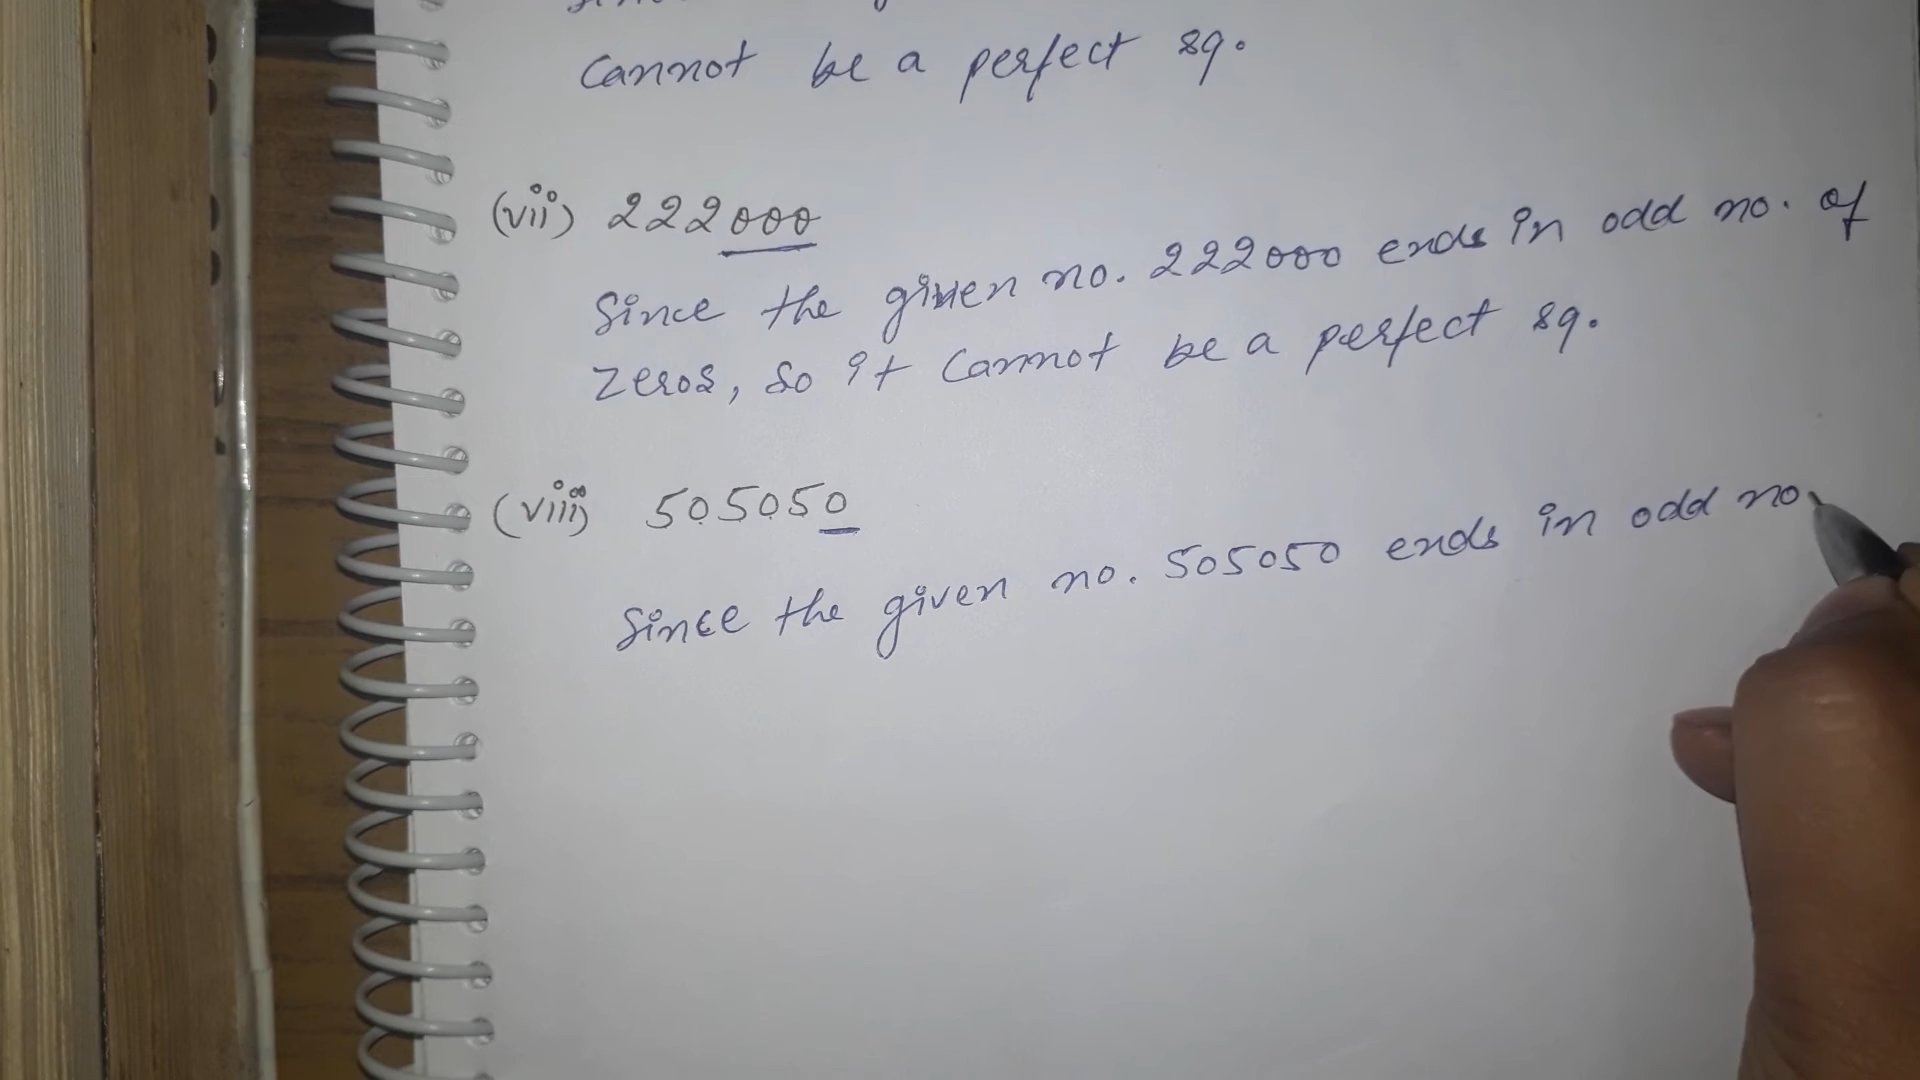 cannot be a perfect sq.
(vii) 222000
Since the given no. 222000 ends in odd no. of
zeros, so it cannot be a perfect sq.
(viii) 505050
Since the given no. 505050 ends in odd no.